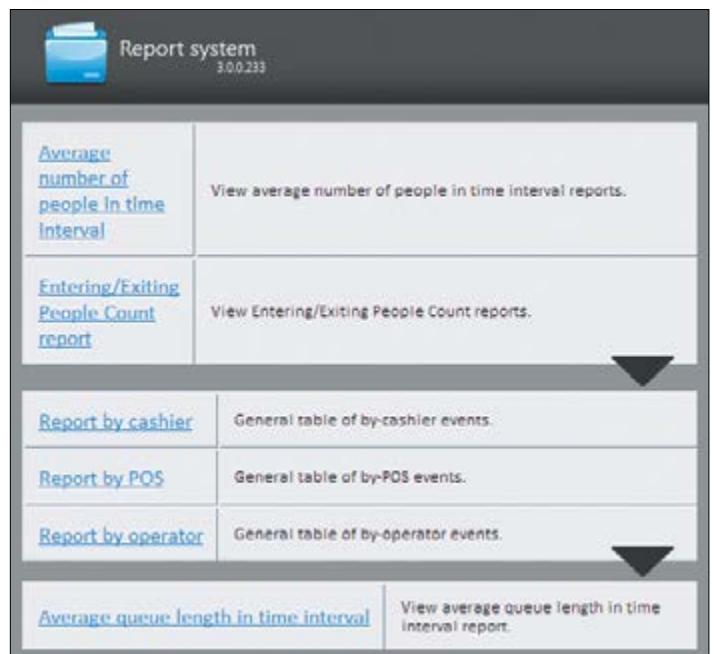 Report system
3.0.0.233
Average
number of
people in time
interval
View average number of people in time interval reports.
Entering/Exiting
People Count
report
View Entering/Exiting People Count reports.
Report by cashier
General table of by-cashier events.
Report by POS
General table of by-POS events.
Report by operator
General table of by-operator events.
Average queue length in time interval
View average queue length in time
interval report.